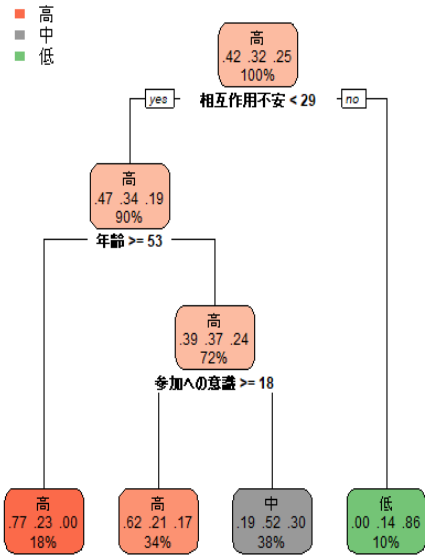 高
中
低
高
.42 .32 .25
100%
yes
相互作用不安 < 29
no
高
.47 .34 .19
90%
年齢 >= 53
高
.39 .37 .24
72%
参加への意識 >= 18
高
.77 .23 .00
18%
高
.62 .21 .17
34%
中
.19 .52 .30
38%
低
.00 .14 .86
10%